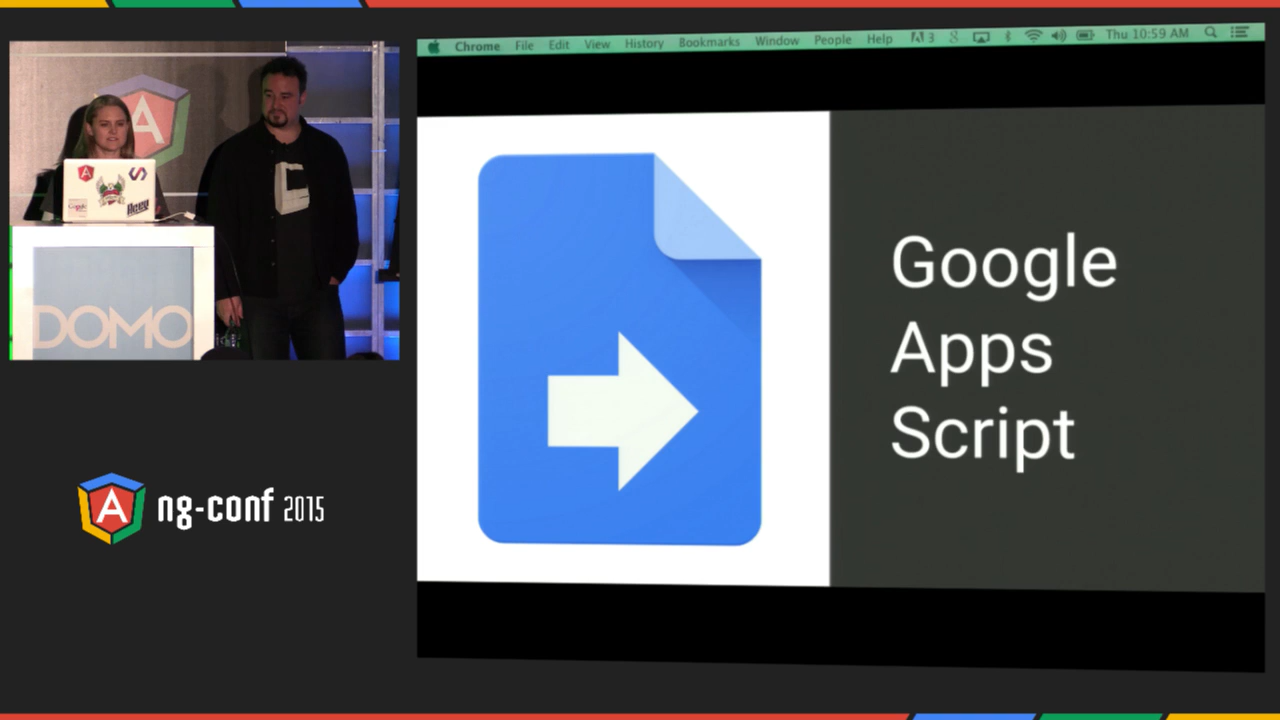 Chrome File Edit View History Bookmarks Window People Help 3 Thu 10:59 AM
A
A
DOMO
Google
Apps
Script
A ng-conf 2015